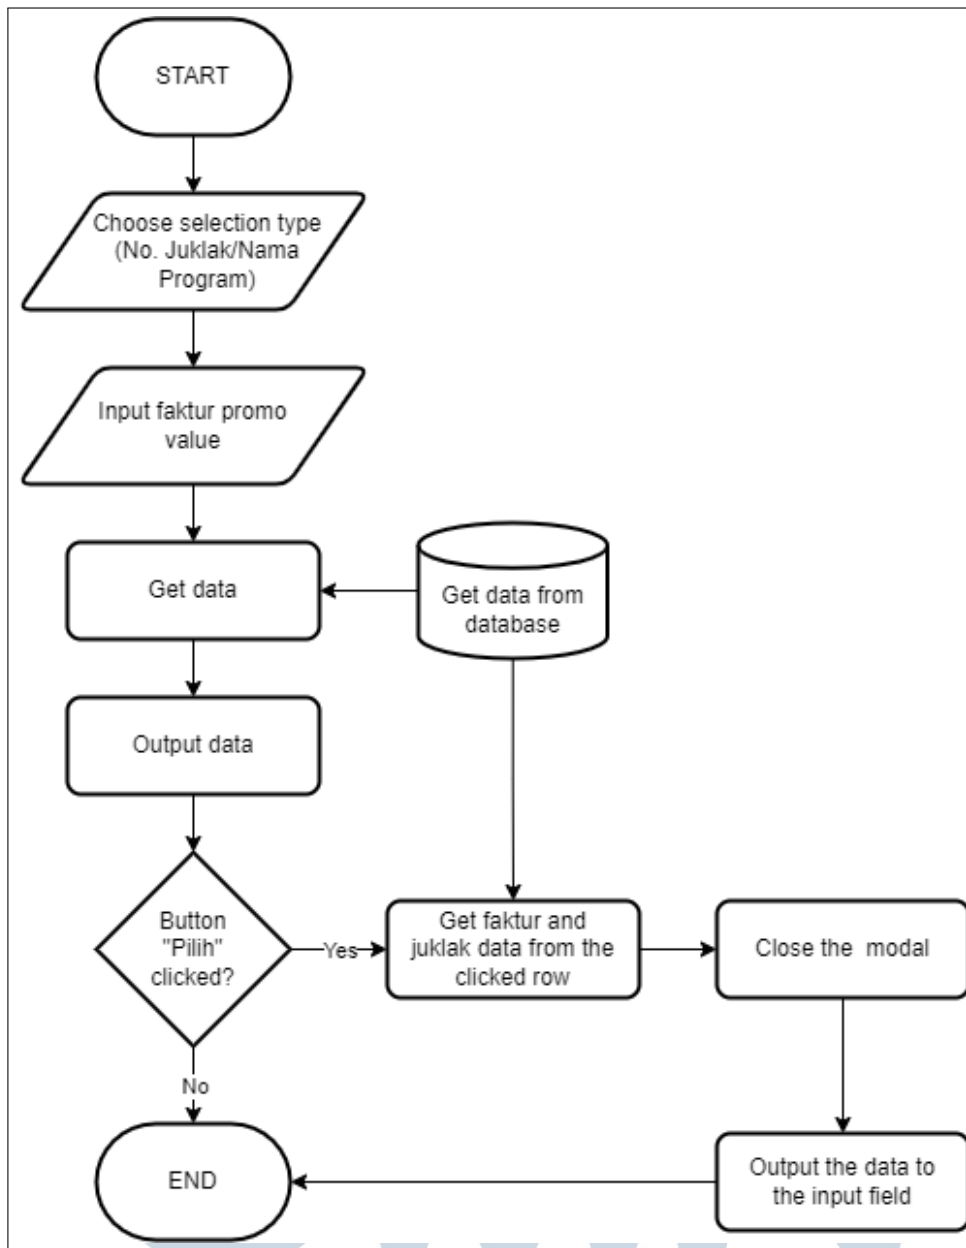 START
Choose selection type
(No. Juklak/Nama
Program)
Input faktur promo
value
Get data
Get data from
database
Output data
Button
"Pilih"
clicked?
Yes
Get faktur and
juklak data from the
clicked row
Close the modal
No
END
Output the data to
the input field